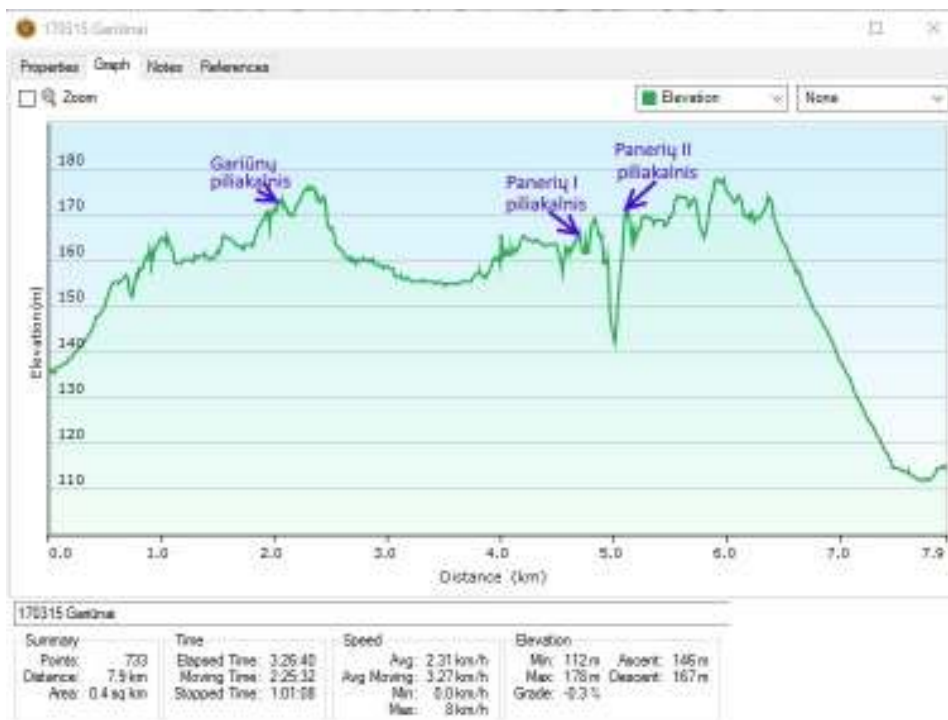 170315 Gariūnai
Properties Graph Notes References
Zoom Elevation None
180
Gariūnų
piliakalnis
Panerių I
piliakalnis
Panerių II
piliakalnis
170
160
150
140
130
120
110
Elevation (m)
0.0 1.0 2.0 3.0 4.0 5.0 6.0 7.0 7.9
Distance (km)
170315 Gariūnai
Summary
Points: 733
Distance: 7.9 km
Area: 0.4 sq km
Time
Elapsed Time: 3:26:40
Moving Time: 2:25:32
Stopped Time: 1:01:08
Speed
Avg: 2.31 km/h
Avg Moving: 3.27 km/h
Min: 0.0 km/h
Max: 8 km/h
Elevation
Min: 112 m Ascent: 146 m
Max: 178 m Descent: 167 m
Grade: -0.3 %